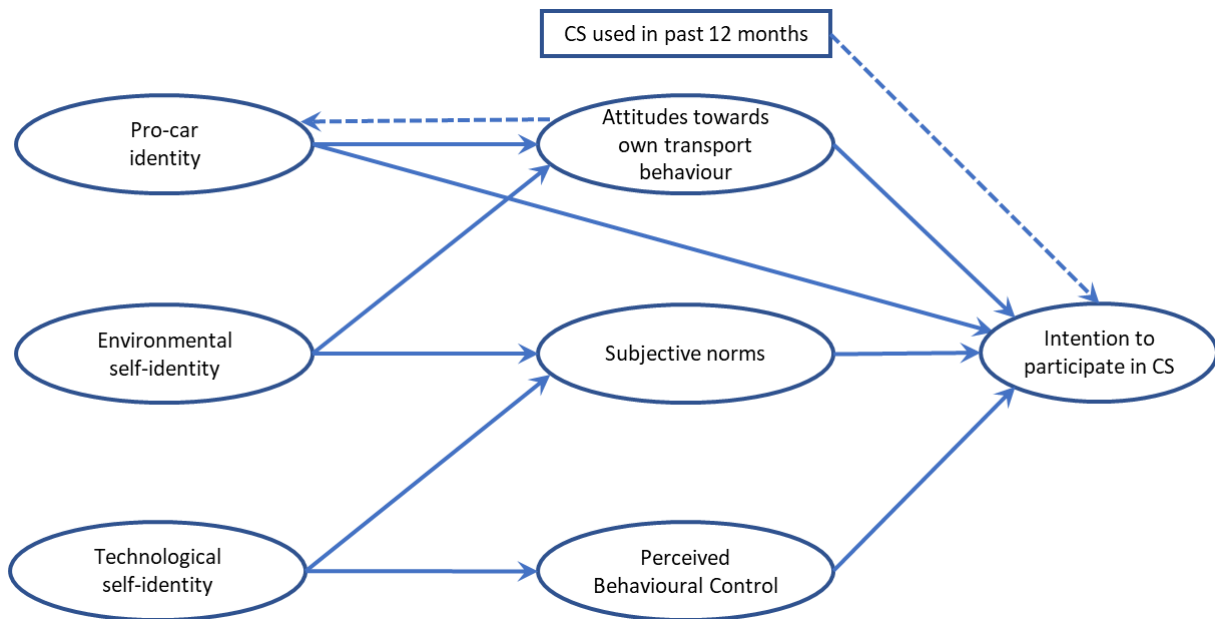 CS used in past 12 months
Pro-car
identity
Attitudes towards
own transport
behaviour
Environmental
self-identity
Subjective norms
Intention to
participate in CS
Technological
self-identity
Perceived
Behavioural Control